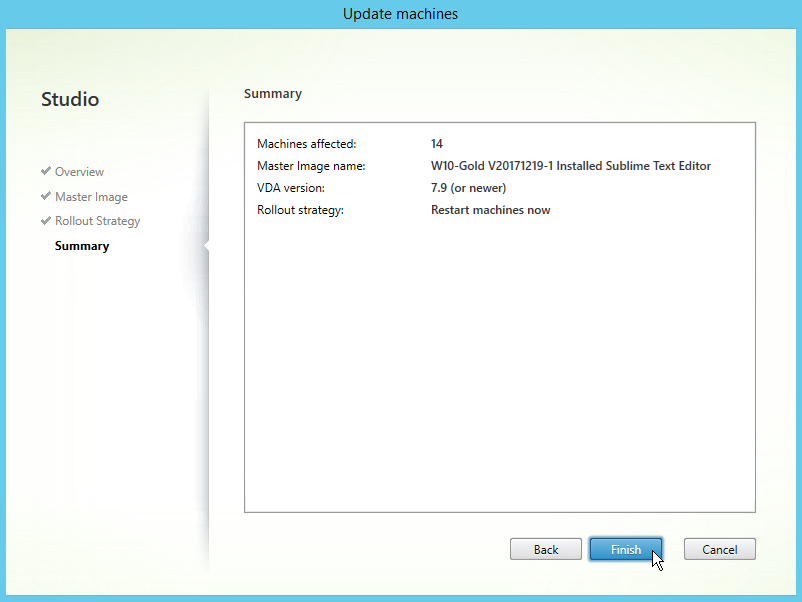 Update machines
Studio
Overview
Master Image
Rollout Strategy
Summary
Summary
Machines affected: 14
Master Image name: W10-Gold V20171219-1 Installed Sublime Text Editor
VDA version: 7.9 (or newer)
Rollout strategy: Restart machines now
Back Finish Cancel